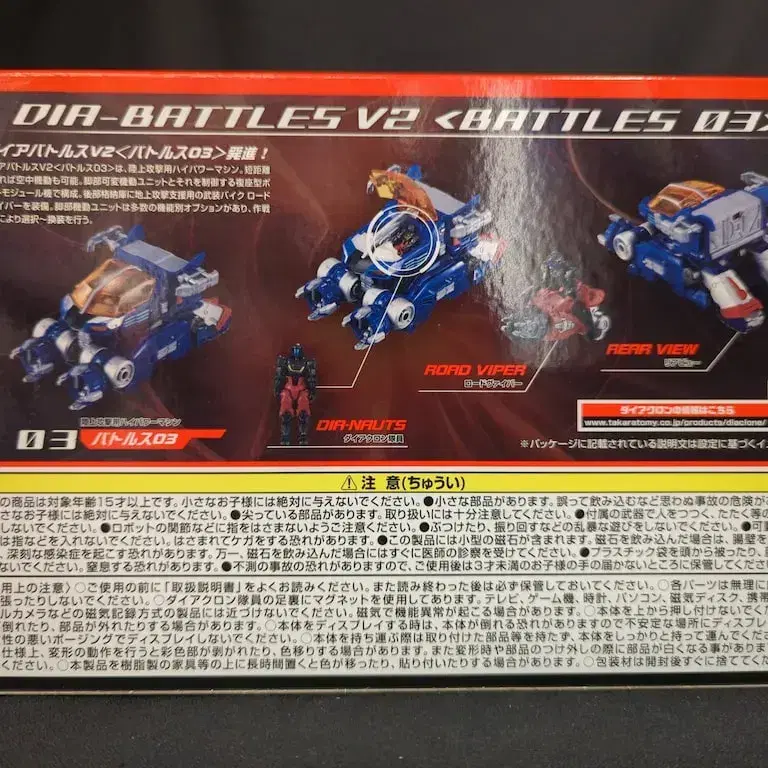 DIA-BATTLES V2 <BATTLES 03>
イアバトルスV2<バトルス03>発進!
アバトルスV2<バトルス03>は、陸上攻撃用ハイパワーマシン。短距離
れば空中機動も可能。脚部可変機動ユニットとそれを制御する複座型ボ
ーモジュール機で構成。後部格納庫に地上攻撃支援用の武装バイク ロード
イパーを装備。脚部機動ユニットは多数の機能別オプションがあり、作戦
により選択〜換装を行う。
DIA-NAUTS
ダイアクロン隊員
ROAD VIPER
ロードヴァイパー
REAR VIEW
リアビュー
陸上攻撃用ハイパワーマシン
03 バトルス03
ダイアクロンの情報はこちら
www.takaratomy.co.jp/products/diaclone/
※パッケージに記載されている説明文は設定に基づくイ
⚠注意(ちゅうい)
の商品は対象年齢15才以上です。小さなお子様には絶対に与えないでください。●小さな部品があります。誤って飲み込むなど思わぬ事故の危険が
さなお子様には絶対に与えないでください。●尖っている部分があります。取り扱いには十分注意してください。●付属の武器で人をつつく、たたく等の
しないでください。●ロボットの関節などに指をはさまないようご注意ください。●ぶつけたり、振り回すなどの乱暴な遊びをしないでください。●可
は指などを入れないでください。はさまれてケガをする恐れがあります。●この製品には小型の磁石が含まれます。磁石を飲み込んだ場合は、腸壁を
、深刻な感染症を起こす恐れがあります。万一、磁石を飲み込んだ場合にはすぐに医師の診察を受けてください。●プラスチック袋を頭から被ったり、
ないでください。窒息する恐れがあります。●不測の事故の恐れがありますので、ご使用後は3才未満のお子様の手の届かないところに保管してください
用上の注意>○ご使用の前に「取扱説明書」をよくお読みください。また読み終わった後は必ず保管しておいてください。○各パーツは無理に
張ったりしないでください。○ダイアクロン隊員の足裏にマグネットを使用してあります。テレビ、ゲーム機、時計、パソコン、磁気ディスク、携帯
ルカメラなどの磁気記録方式の製品には近づけないでください。磁気で機能異常が起こる場合があります。○本体を上から押し付けないでく
倒れたり、部品が外れたりする場合があります。○本体をディスプレイする時は、本体が倒れる恐れがありますので不安定な場所にディスプレ
性の悪いポージングでディスプレイしないでください。○本体を持ち運ぶ際は取り付けた部品等を持たず、本体をしっかりと持って運んでください
仕様上、変形の動作を行うと彩色部が剥がれたり、色移りする場合があります。また変形時や部品のつけ外しの際に部品が白くなる事があります
ください。○本製品を樹脂製の家具等の上に長時間置くと色が移ったり、貼り付いたりする場合があります。○包装材は開封後すぐに捨ててくださ